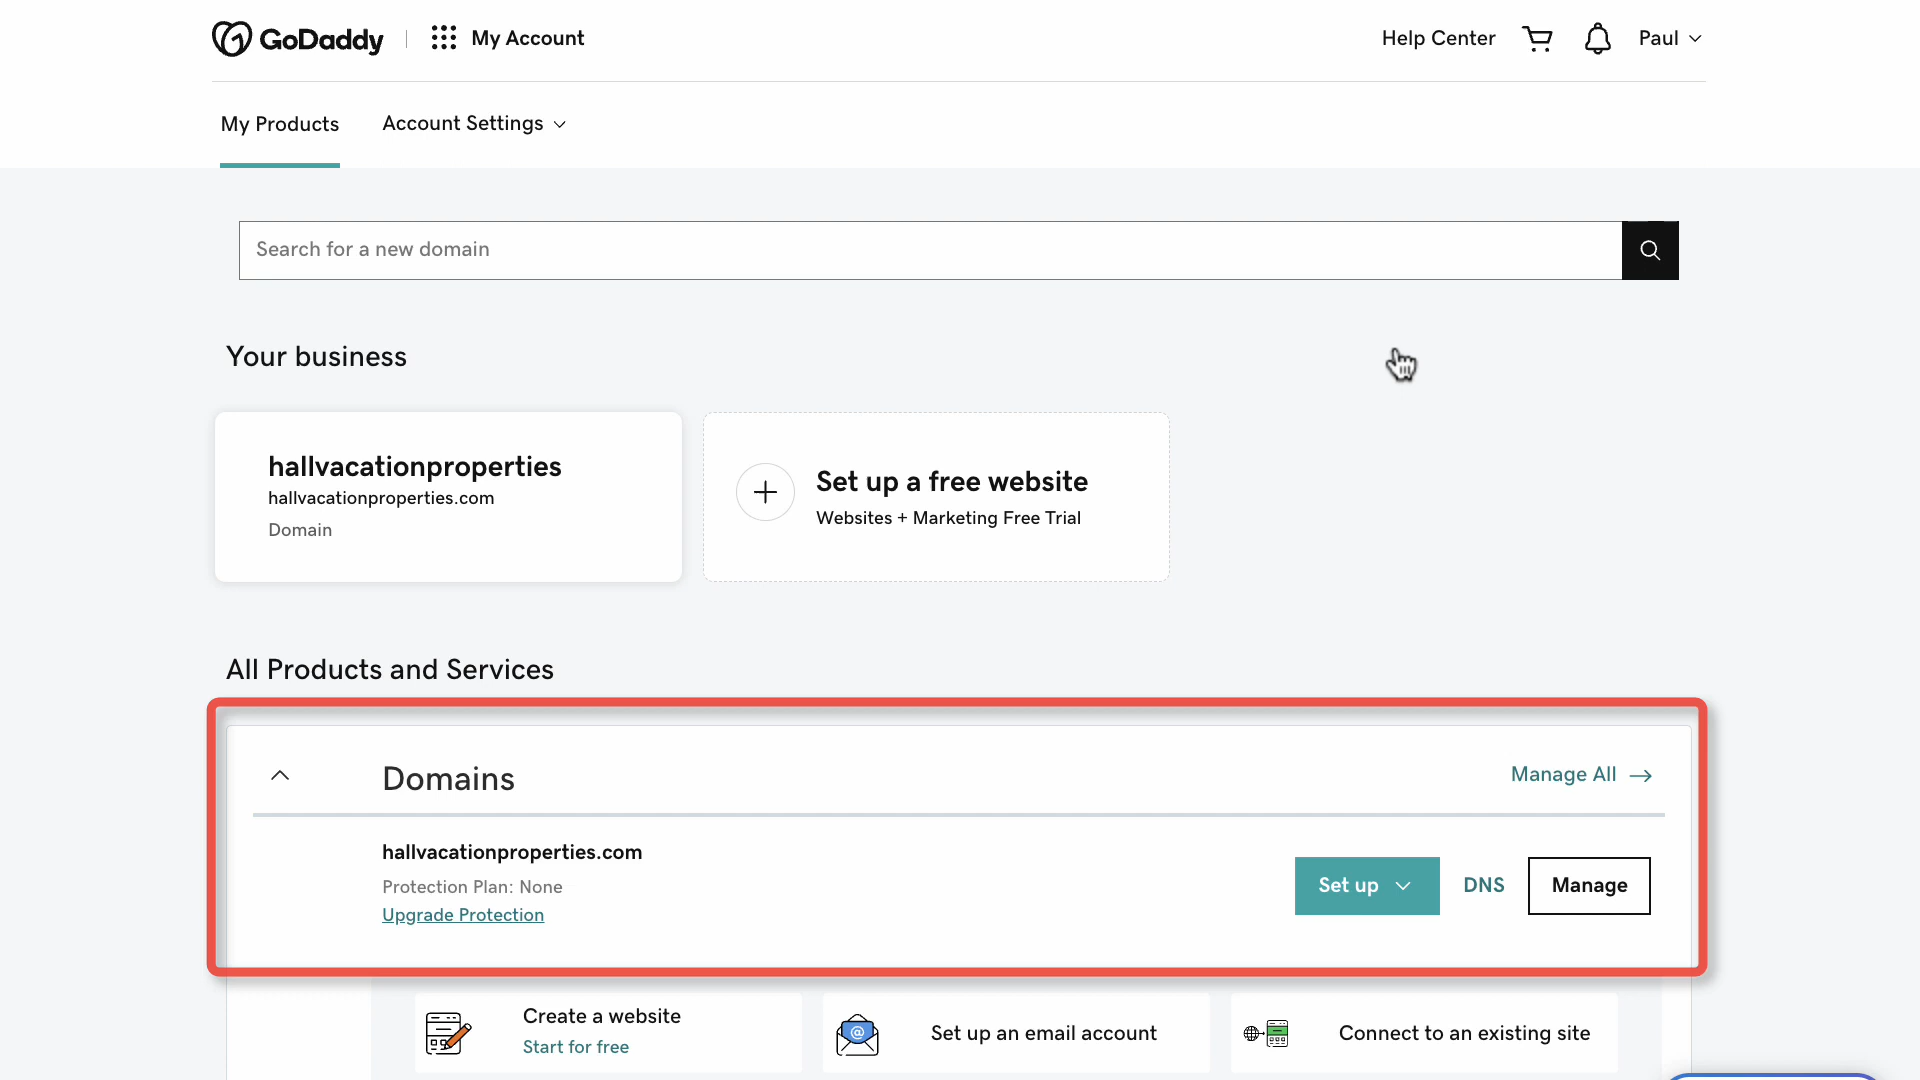 GoDaddy
My Account
Help Center
Paul
My Products
Account Settings
Search for a new domain
Your business
hallvacationproperties
hallvacationproperties.com
Domain
Set up a free website
Websites + Marketing Free Trial
All Products and Services
Domains
Manage All
hallvacationproperties.com
Protection Plan: None
Upgrade Protection
Set up
DNS
Manage
Create a website
Start for free
@
Set up an email account
Connect to an existing site